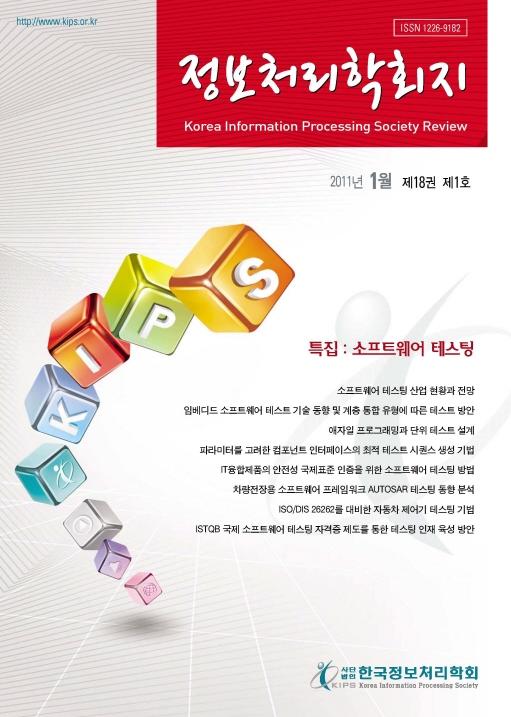 http://www.kips.or.kr
ISSN 1226-9182
정보처리학회지
Korea Information Processing Society Review
2011년 1월 제18권 제1호
S
P
I
K
특집 : 소프트웨어 테스팅
소프트웨어 테스팅 산업 현황과 전망
임베디드 소프트웨어 테스트 기술 동향 및 계층 통합 유형에 따른 테스트 방안
애자일 프로그래밍과 단위 테스트 설계
파라미터를 고려한 컴포넌트 인터페이스의 최적 테스트 시퀀스 생성 기법
IT융합제품의 안전성 국제표준 인증을 위한 소프트웨어 테스팅 방법
차량전장용 소프트웨어 프레임워크 AUTOSAR 테스팅 동향 분석
ISO/DIS 26262를 대비한 자동차 제어기 테스팅 기법
ISTQB 국제 소프트웨어 테스팅 자격증 제도를 통한 테스팅 인재 육성 방안
사단법인 한국정보처리학회
KIPS Korea Information Processing Society